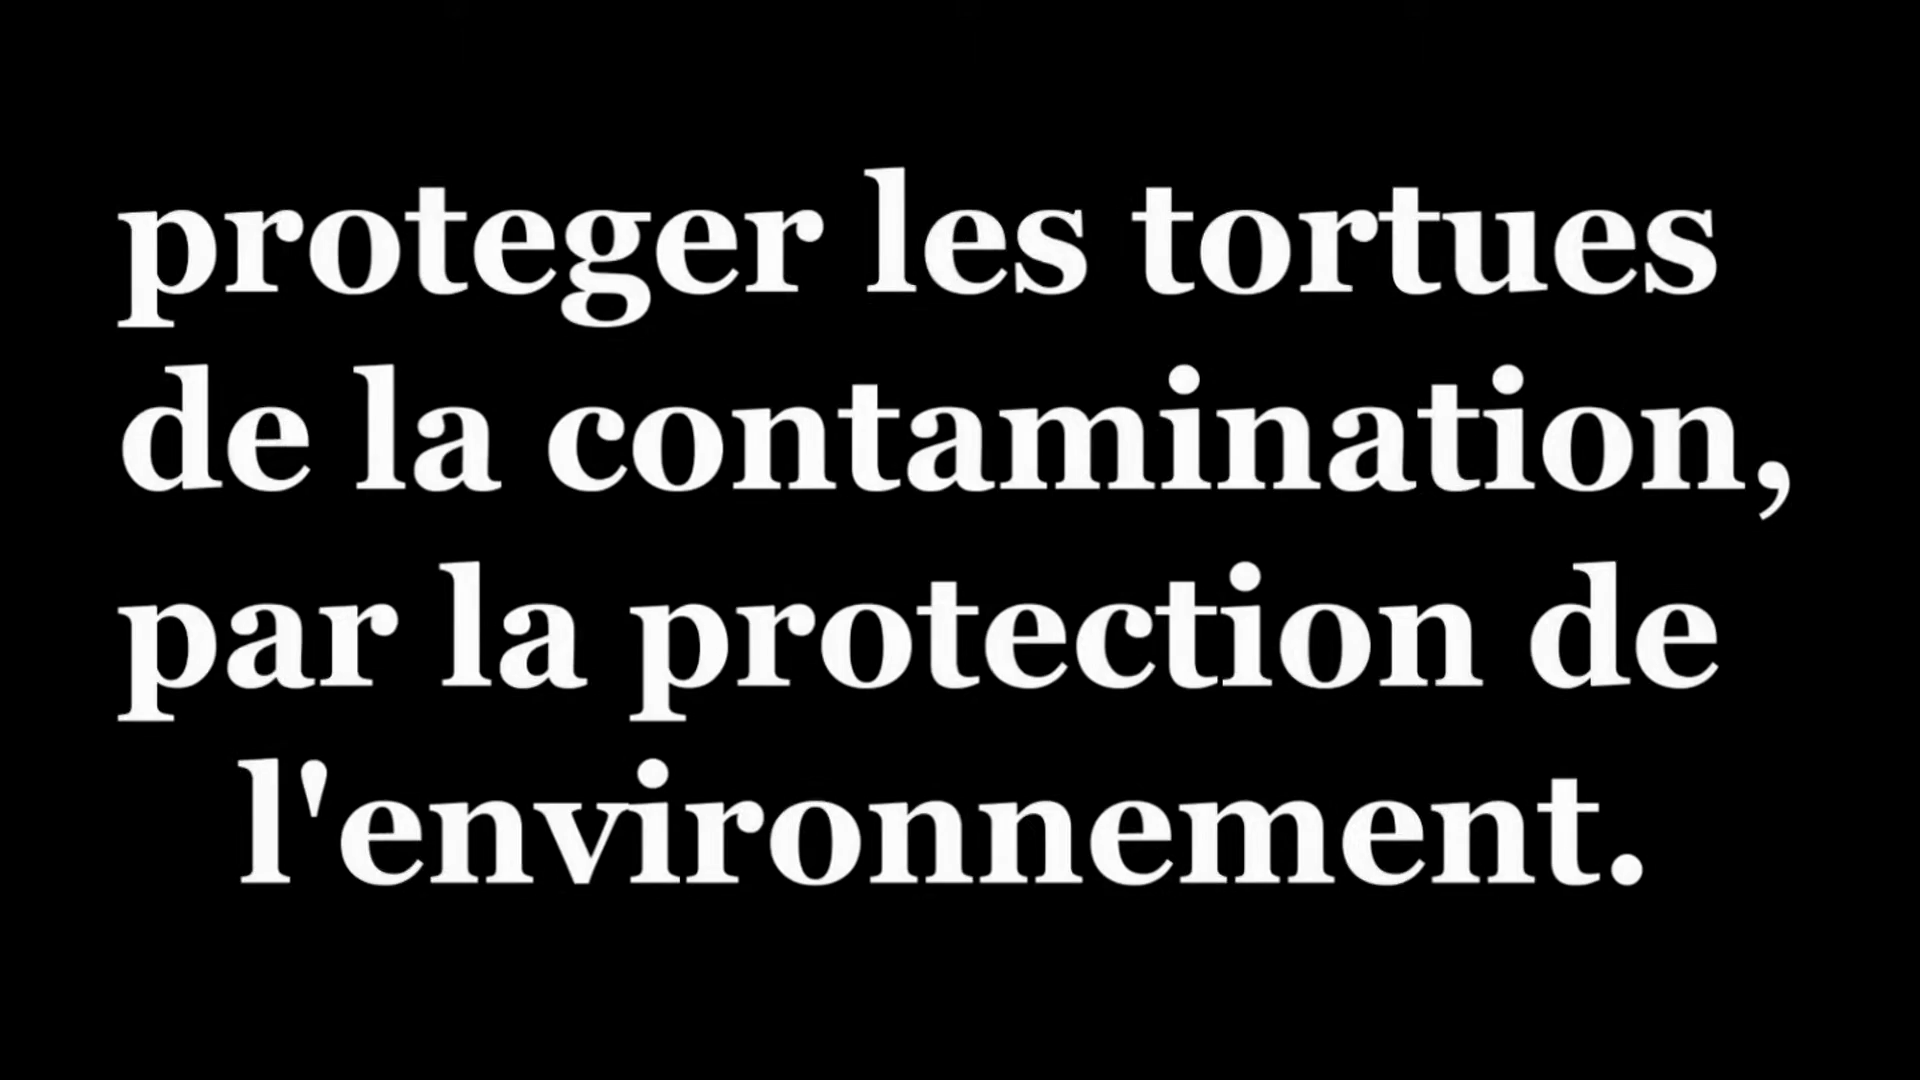 proteger les tortues
de la contamination,
par la protection de
l'environnement.